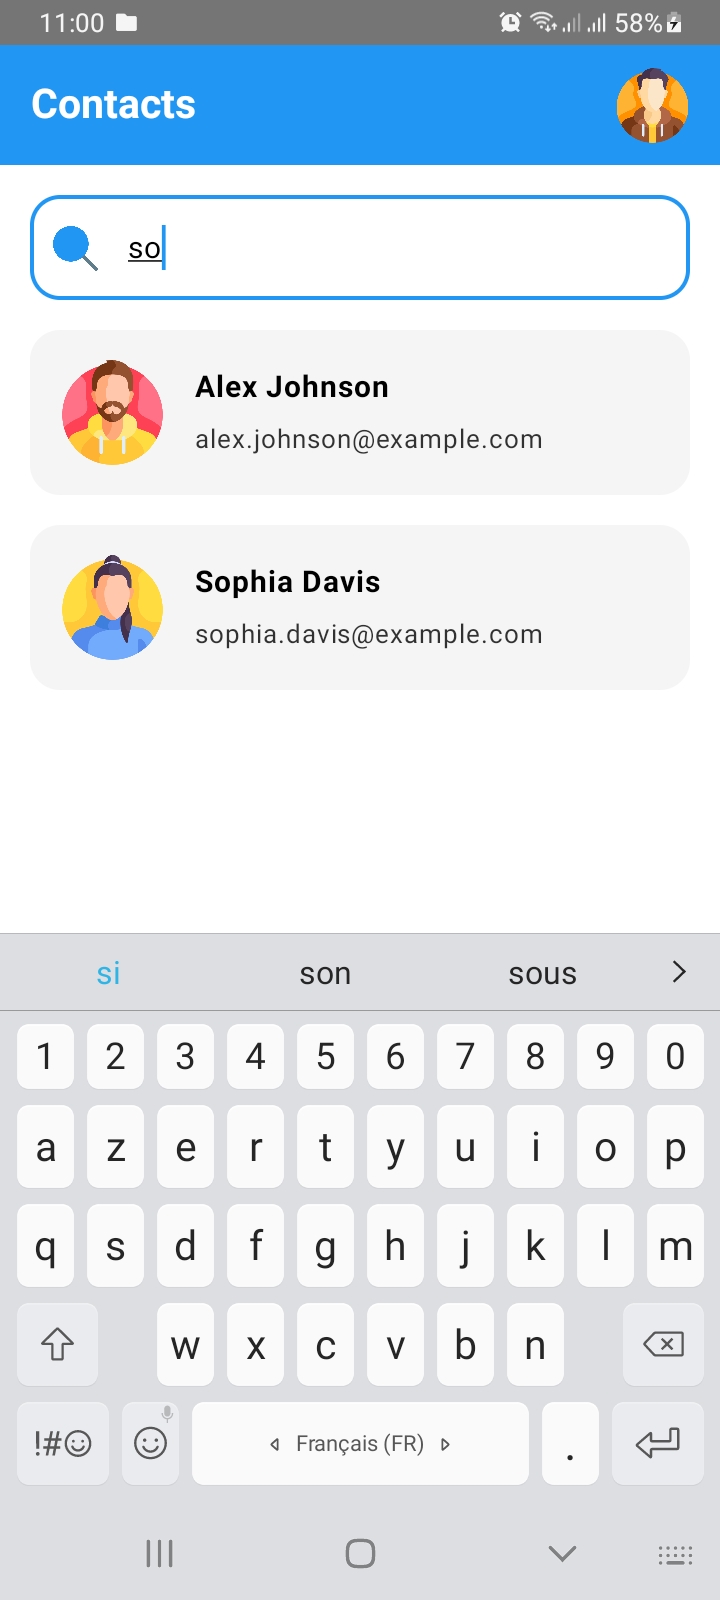 11:00 58%
Contacts
so
Alex Johnson
alex.johnson@example.com
Sophia Davis
sophia.davis@example.com
si son sous
1 2 3 4 5 6 7 8 9 0
a z e r t y u i o p
q s d f g h j k l m
w x c v b n
!#☺ Français (FR) .